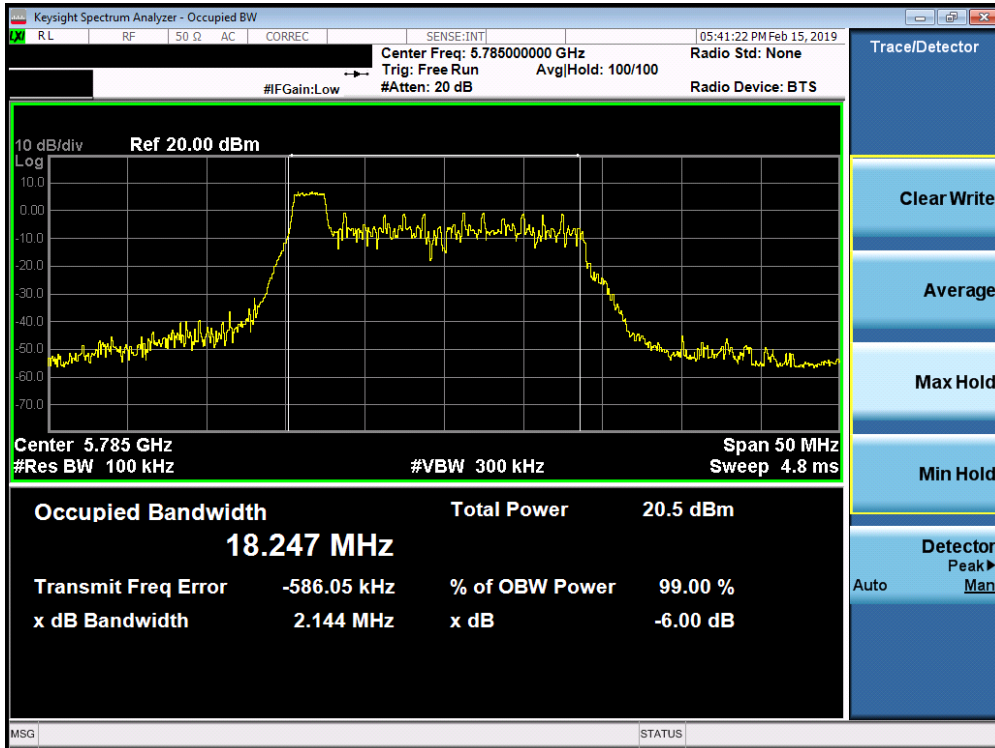 Keysight Spectrum Analyzer - Occupied BW
LXI RL RF 50 Ω AC CORREC SENSE:INT 05:41:22 PM Feb 15, 2019
Center Freq: 5.785000000 GHz Radio Std: None
Trig: Free Run Avg|Hold: 100/100
#IFGain:Low #Atten: 20 dB Radio Device: BTS
Trace/Detector
10 dB/div Ref 20.00 dBm
Log
10.0
0.00
-10.0
-20.0
-30.0
-40.0
-50.0
-60.0
-70.0
Center 5.785 GHz Span 50 MHz
#Res BW 100 kHz #VBW 300 kHz Sweep 4.8 ms
Occupied Bandwidth Total Power 20.5 dBm
18.247 MHz
Transmit Freq Error -586.05 kHz % of OBW Power 99.00 %
x dB Bandwidth 2.144 MHz x dB -6.00 dB
Clear Write
Average
Max Hold
Min Hold
Detector
Peak▶
Auto Man
MSG STATUS